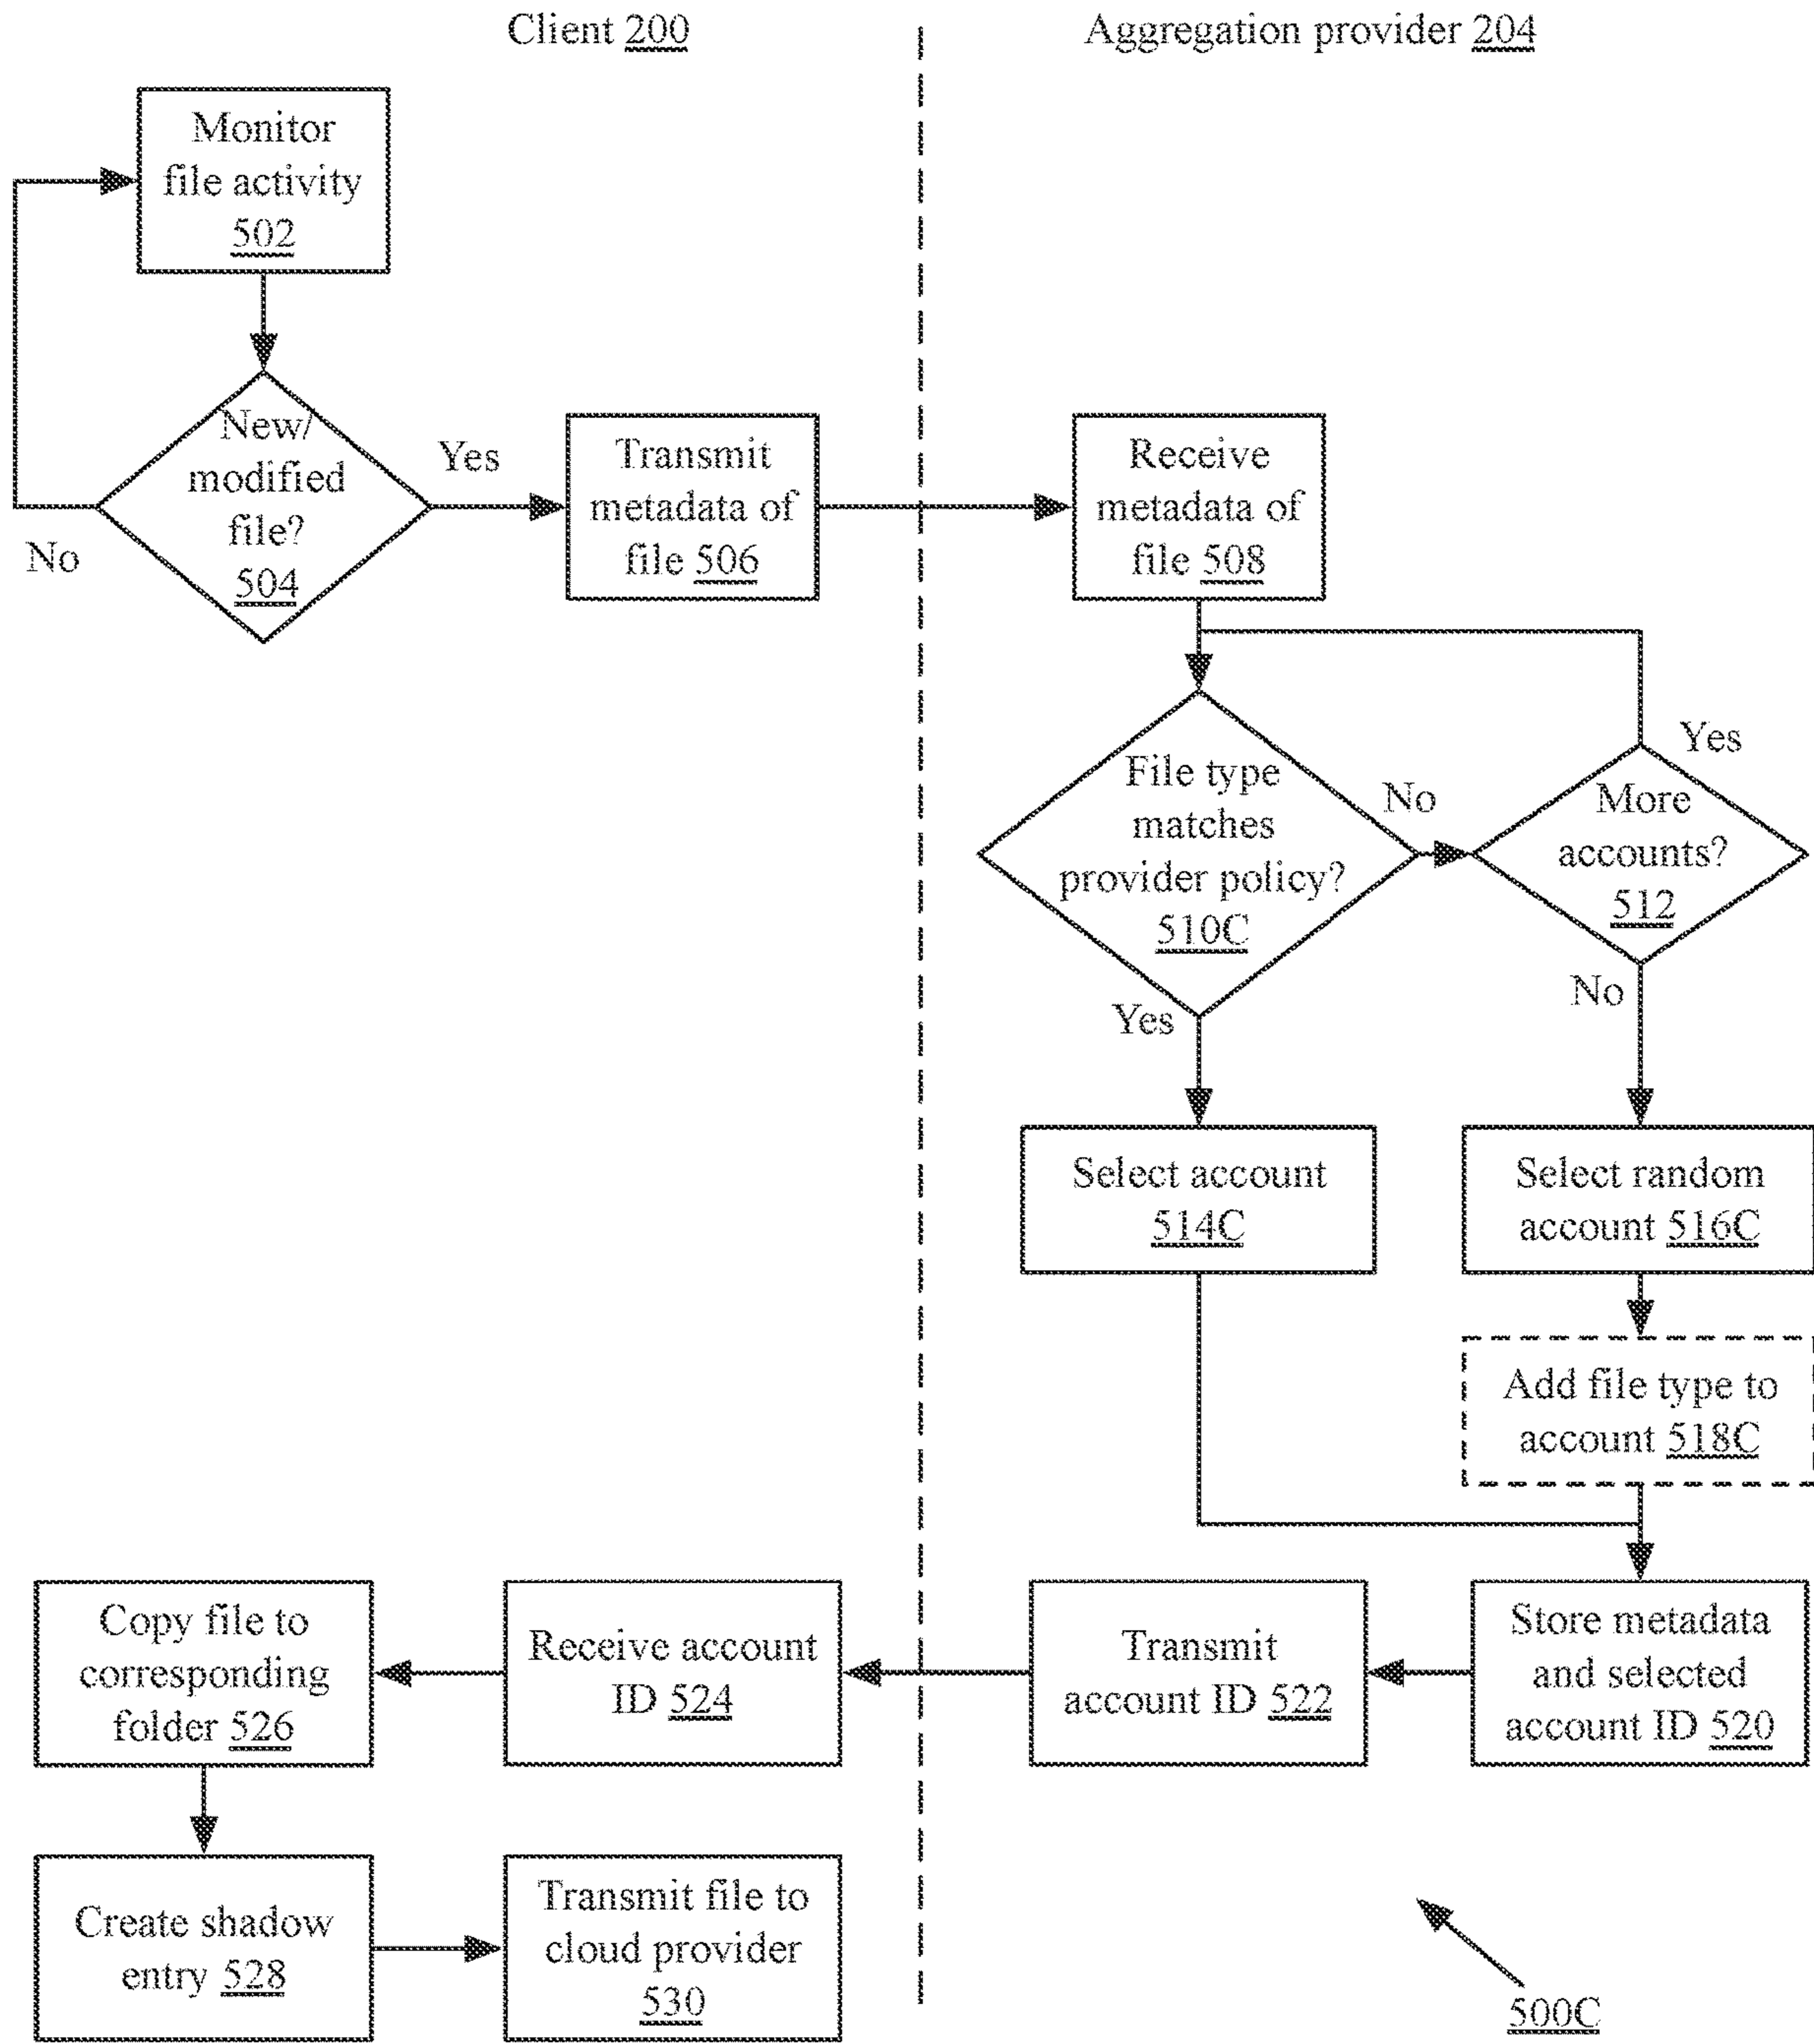 Client 200
Aggregation provider 204
Monitor
file activity
502
New/
modified
file?
504
Yes
No
Transmit
metadata of
file 506
Receive
metadata of
file 508
File type
matches
provider policy?
510C
No
Yes
More
accounts?
512
Yes
No
Select account
514C
Select random
account 516C
Add file type to
account 518C
Store metadata
and selected
account ID 520
Transmit
account ID 522
Receive account
ID 524
Copy file to
corresponding
folder 526
Create shadow
entry 528
Transmit file to
cloud provider
530
500C